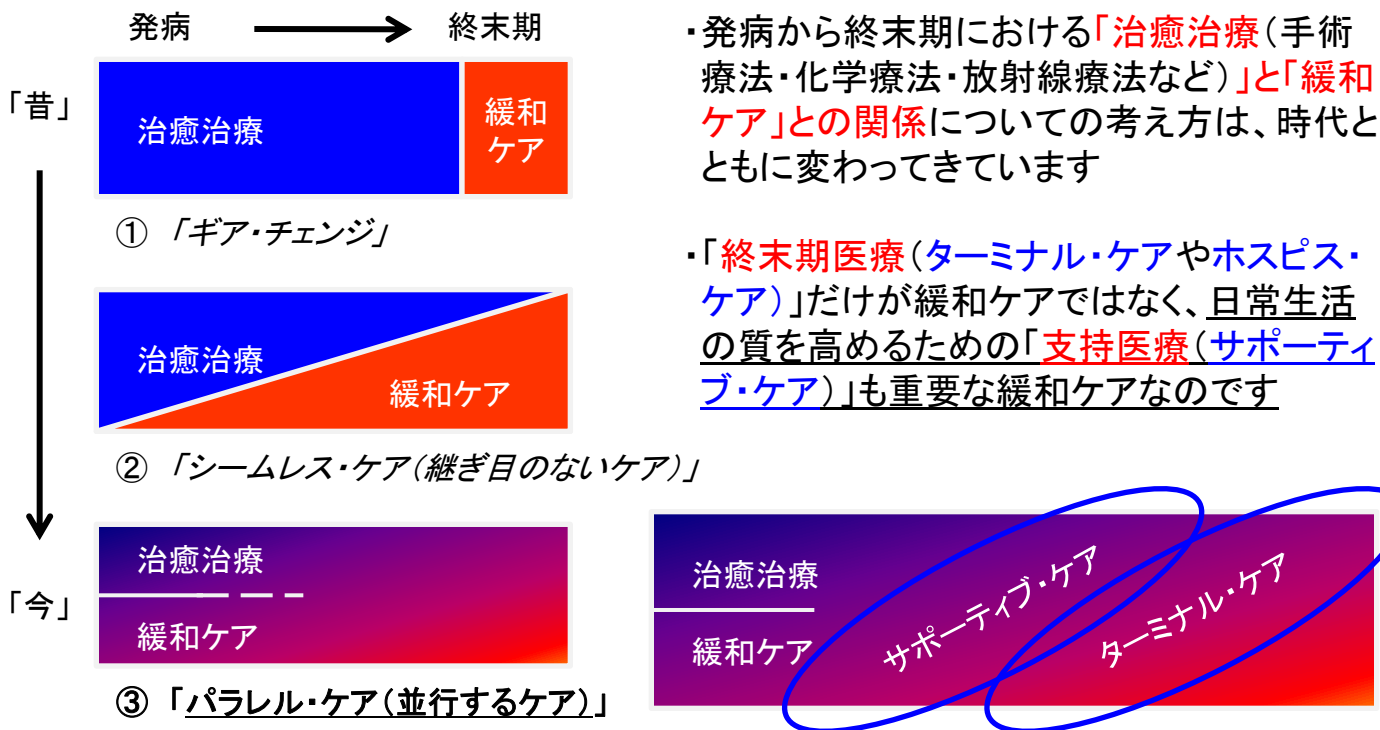 発病
終末期
「昔」
治癒治療
緩和
ケア
① 「ギア・チェンジ」
治癒治療
緩和ケア
② 「シームレス・ケア(継ぎ目のないケア)」
「今」
治癒治療
緩和ケア
③ 「パラレル・ケア(並行するケア)」
・発病から終末期における「治癒治療(手術
療法・化学療法・放射線療法など)」と「緩和
ケア」との関係についての考え方は、時代と
ともに変わってきています
・「終末期医療(ターミナル・ケアやホスピス・
ケア)」だけが緩和ケアではなく、日常生活
の質を高めるための「支持医療(サポーティ
ブ・ケア)」も重要な緩和ケアなのです
治癒治療
緩和ケア
サポーティブ・ケア
ターミナル・ケア